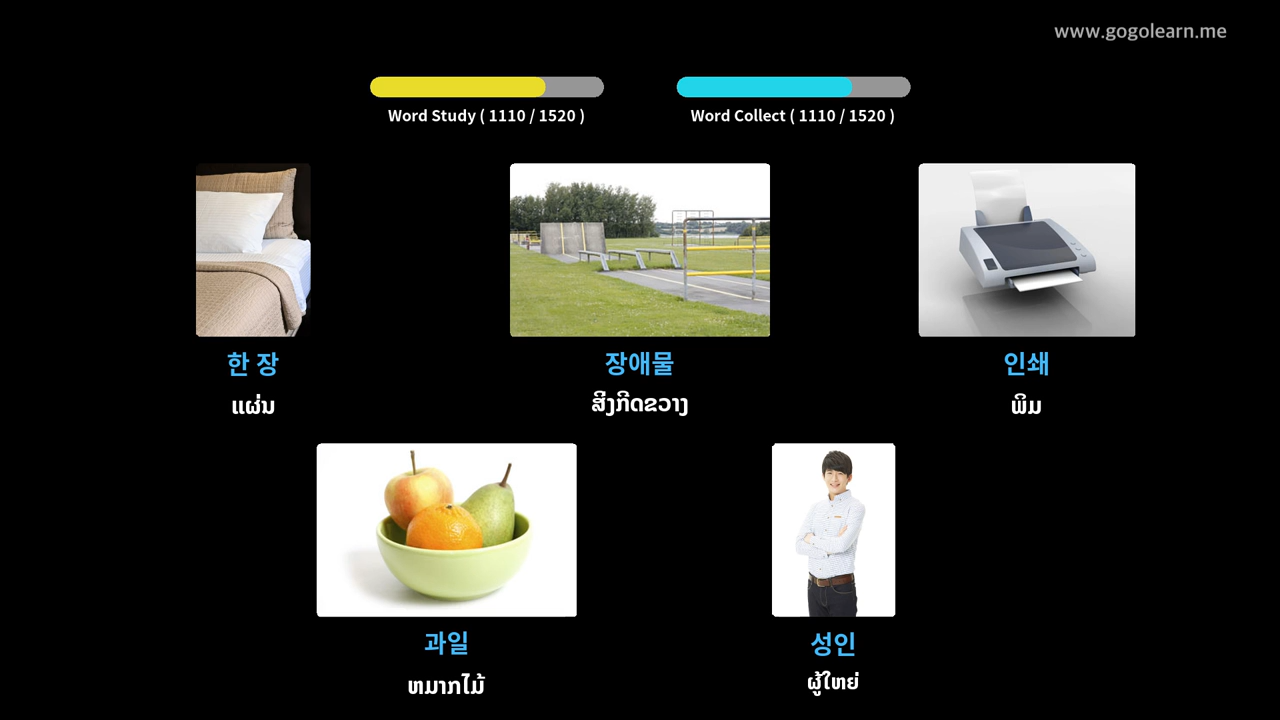 www.gogolearn.me
Word Study ( 1110 / 1520 )
Word Collect ( 1110 / 1520 )
한 장
ແຜ່ນ
장애물
ສິງກີດຂວາງ
인쇄
ພິມ
과일
ຫມາກໄມ້
성인
ຜູ້ໃຫຍ່